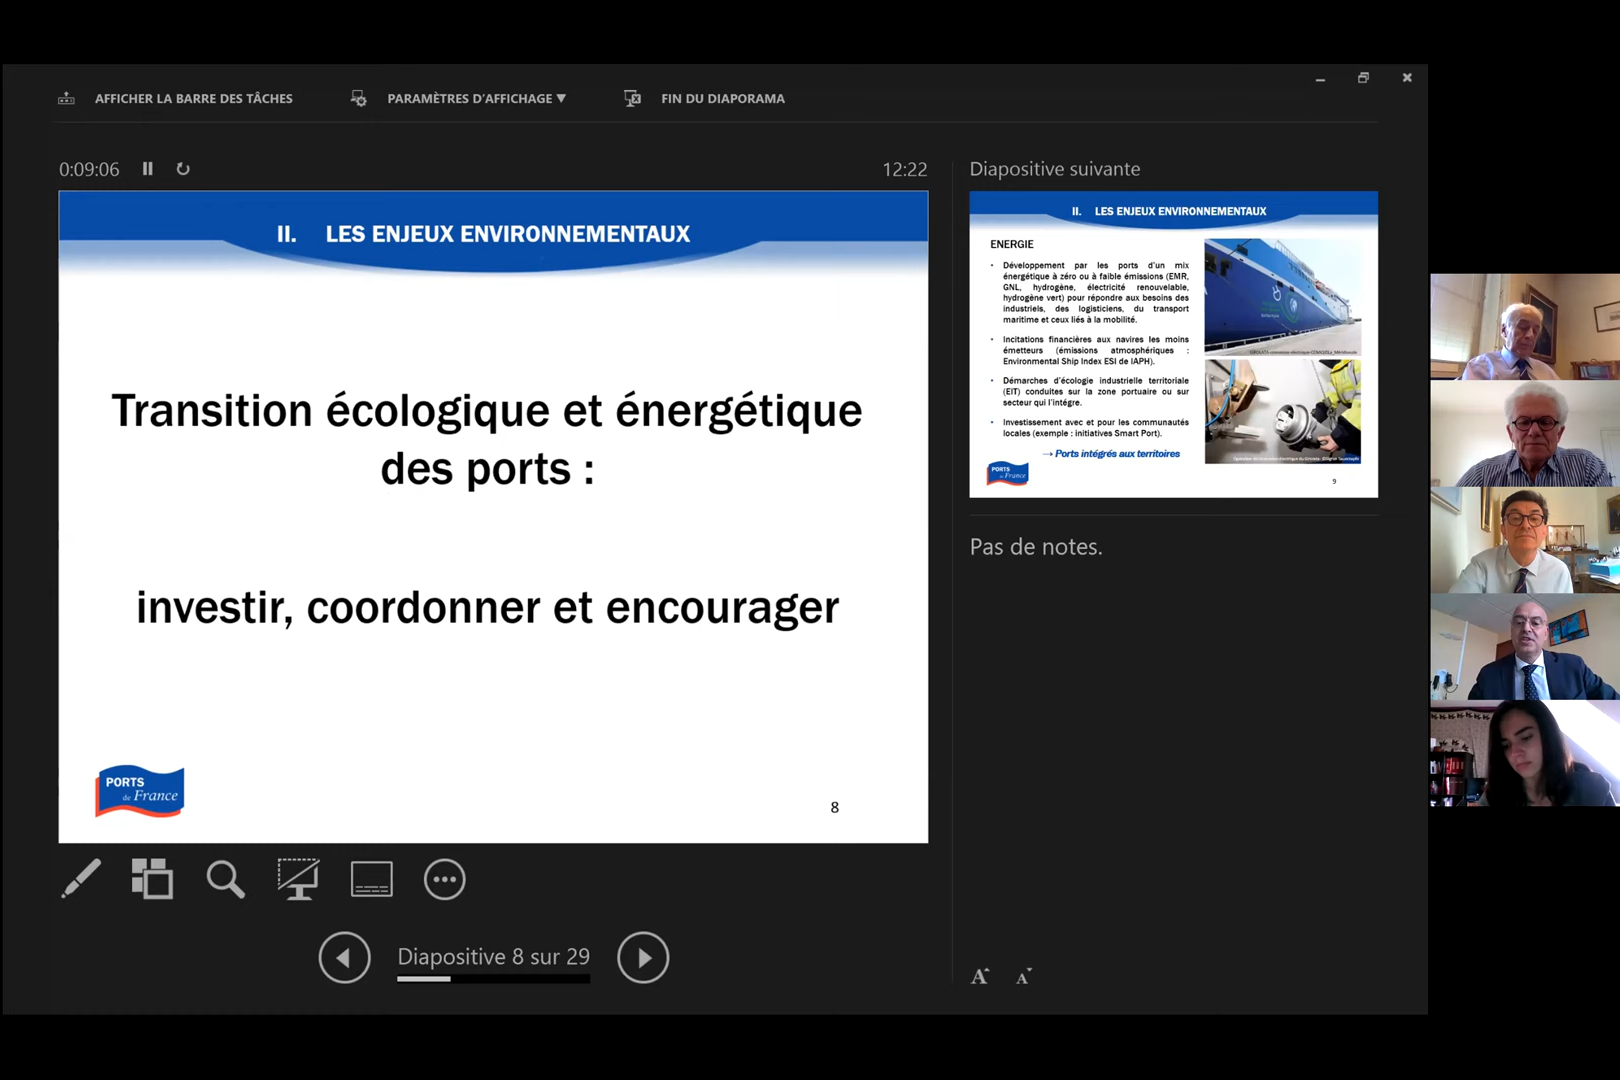 AFFICHER LA BARRE DES TÂCHES
PARAMÈTRES D'AFFICHAGE ▼
FIN DU DIAPORAMA
0:09:06
12:22
II. LES ENJEUX ENVIRONNEMENTAUX
Transition écologique et énergétique
des ports :
investir, coordonner et encourager
PORTS
de France
8
Diapositive 8 sur 29
Diapositive suivante
II. LES ENJEUX ENVIRONNEMENTAUX
ENERGIE
• Développement par les ports d'un mix
énergétique à zéro ou à faible émissions (EMR,
GNL, hydrogène, électricité renouvelable,
hydrogène vert) pour répondre aux besoins des
industriels, des logisticiens, du transport
maritime et ceux liés à la mobilité.
• Incitations financières aux navires les moins
émetteurs (émissions atmosphériques :
Environmental Ship Index ESI de IAPH).
• Démarches d'écologie industrielle territoriale
(EIT) conduites sur la zone portuaire ou sur
secteur qui l'intégre.
• Investissement avec et pour les communautés
locales (exemple : initiatives Smart Port).
→ Ports intégrés aux territoires
PORTS
de France
9
Pas de notes.
A A